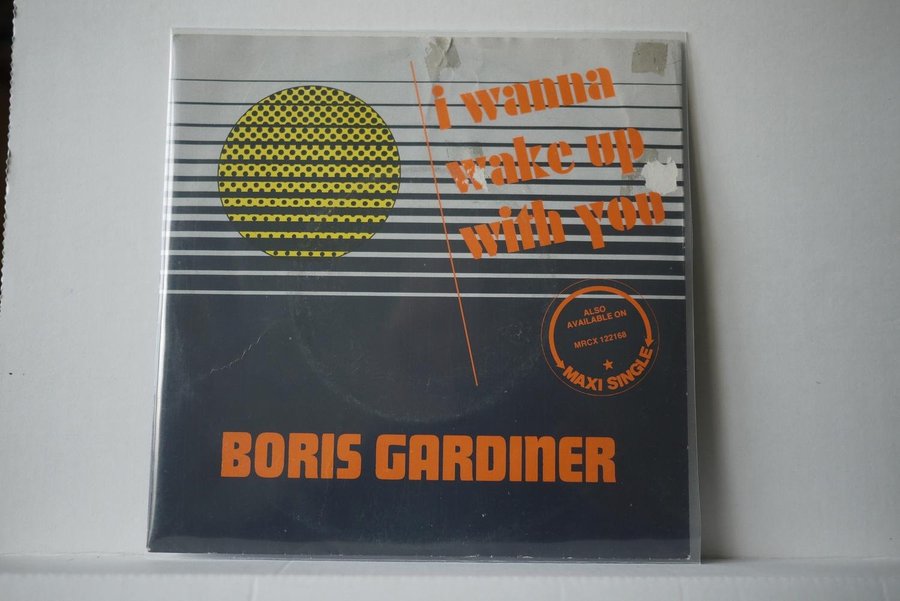 i wanna
wake up
with you
ALSO
AVAILABLE ON
MRCX 122168
MAXI SINGLE
BORIS GARDINER